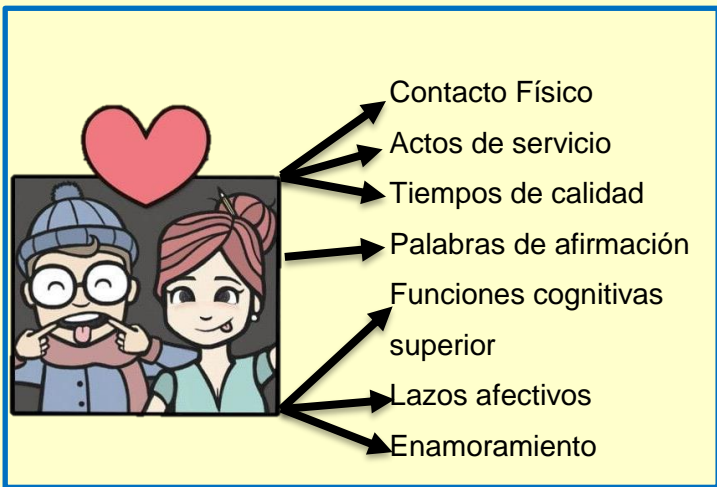 Contacto Físico
Actos de servicio
Tiempos de calidad
Palabras de afirmación
Funciones cognitivas
superior
Lazos afectivos
Enamoramiento